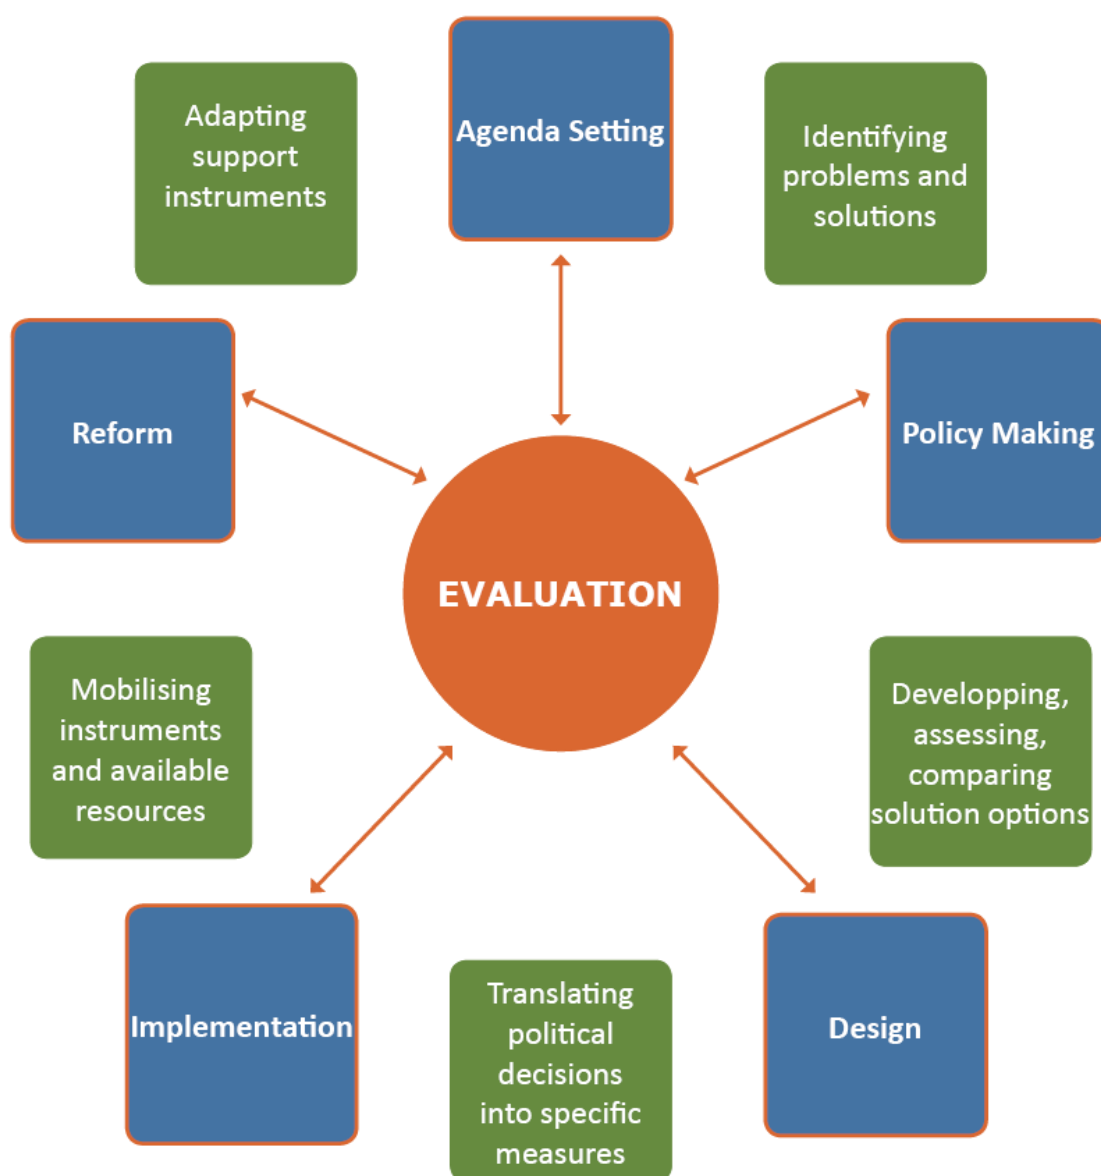 Agenda Setting
Identifying
problems and
solutions
Policy Making
Developping,
assessing,
comparing
solution options
Design
Translating
political
decisions
into specific
measures
Implementation
Mobilising
instruments
and available
resources
Reform
Adapting
support
instruments
EVALUATION